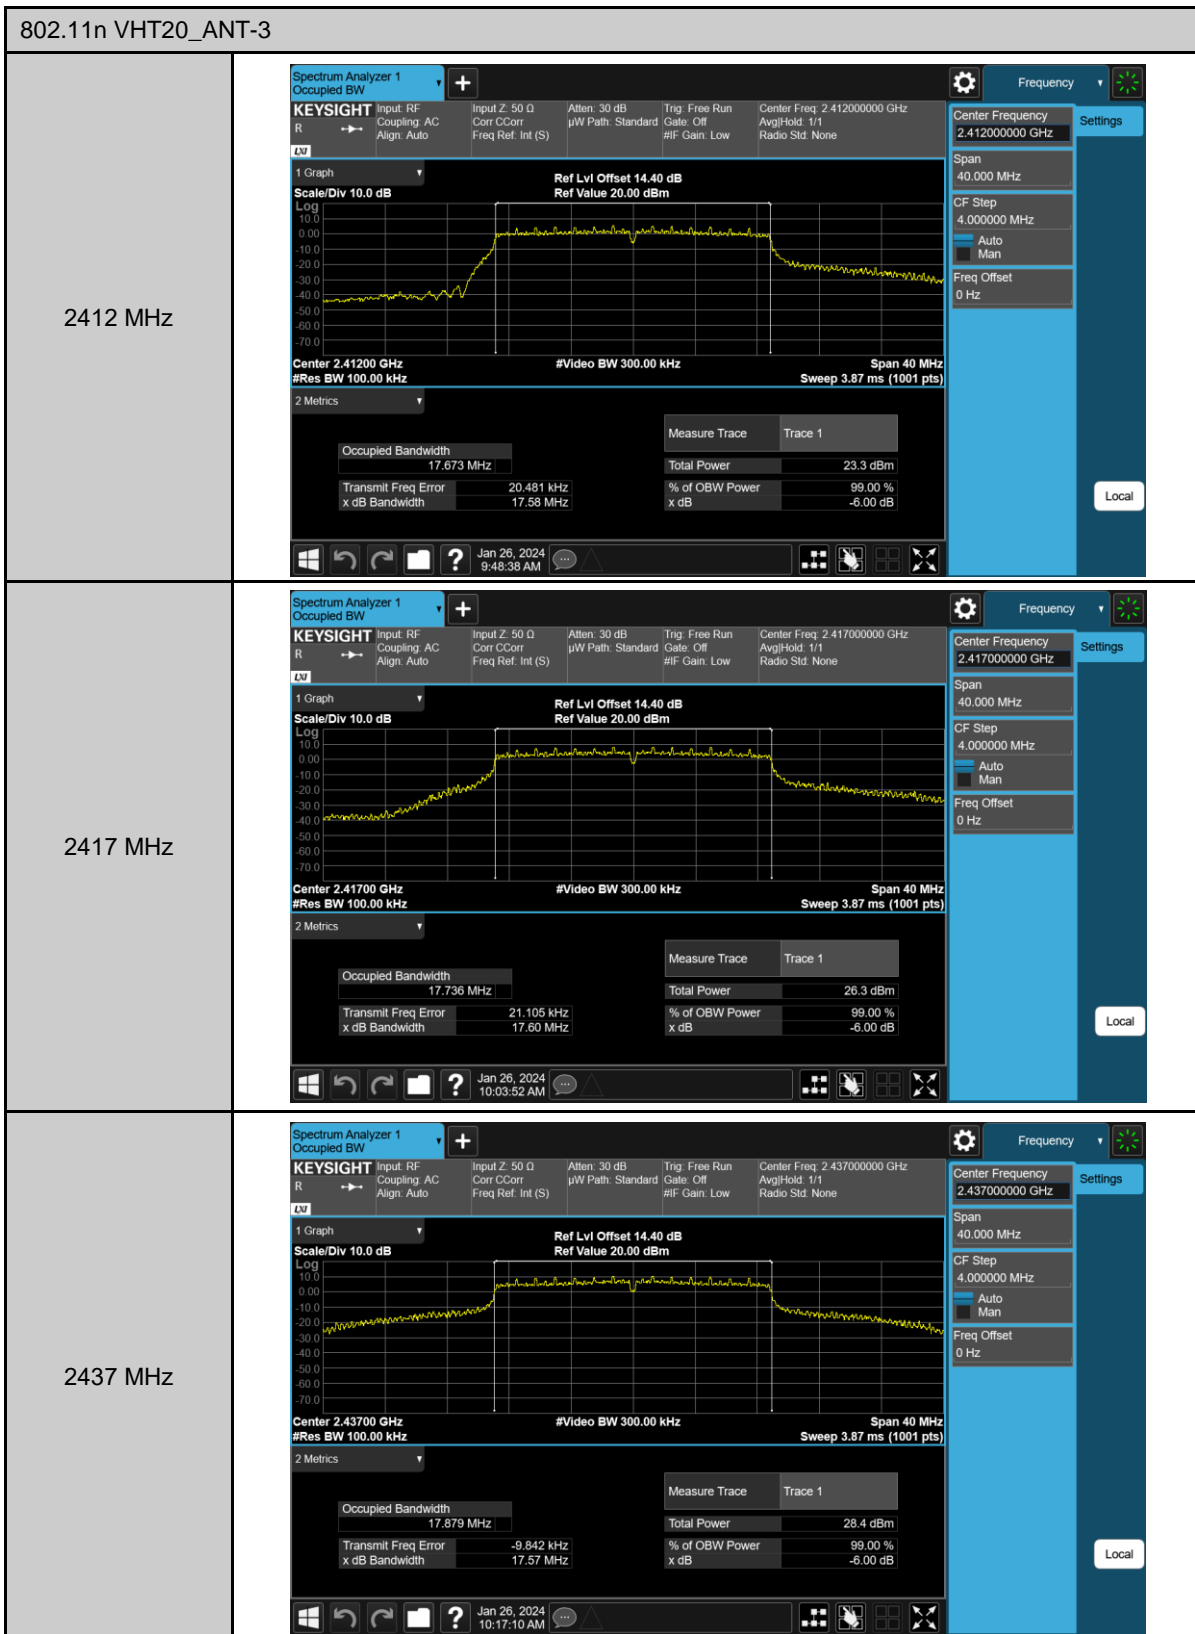 802.11n VHT20_ANT-3
2412 MHz
Spectrum Analyzer 1
Occupied BW
Frequency
KEYSIGHT
R
LXI
Input: RF
Coupling: AC
Align: Auto
Input Z: 50 Ω
Corr CCorr
Freq Ref: Int (S)
Atten: 30 dB
µW Path: Standard
Trig: Free Run
Gate: Off
#IF Gain: Low
Center Freq: 2.412000000 GHz
Avg|Hold: 1/1
Radio Std: None
Center Frequency
2.412000000 GHz
Settings
Span
40.000 MHz
CF Step
4.000000 MHz
Auto
Man
Freq Offset
0 Hz
1 Graph
Scale/Div 10.0 dB
Ref Lvl Offset 14.40 dB
Ref Value 20.00 dBm
Log
10.0
0.00
-10.0
-20.0
-30.0
-40.0
-50.0
-60.0
-70.0
Center 2.41200 GHz
#Video BW 300.00 kHz
Span 40 MHz
#Res BW 100.00 kHz
Sweep 3.87 ms (1001 pts)
2 Metrics
Measure Trace Trace 1
Occupied Bandwidth
17.673 MHz
Total Power 23.3 dBm
Transmit Freq Error 20.481 kHz
% of OBW Power 99.00 %
x dB Bandwidth 17.58 MHz
x dB -6.00 dB
Local
Jan 26, 2024
9:48:38 AM
2417 MHz
Spectrum Analyzer 1
Occupied BW
Frequency
KEYSIGHT
R
LXI
Input: RF
Coupling: AC
Align: Auto
Input Z: 50 Ω
Corr CCorr
Freq Ref: Int (S)
Atten: 30 dB
µW Path: Standard
Trig: Free Run
Gate: Off
#IF Gain: Low
Center Freq: 2.417000000 GHz
Avg|Hold: 1/1
Radio Std: None
Center Frequency
2.417000000 GHz
Settings
Span
40.000 MHz
CF Step
4.000000 MHz
Auto
Man
Freq Offset
0 Hz
1 Graph
Scale/Div 10.0 dB
Ref Lvl Offset 14.40 dB
Ref Value 20.00 dBm
Log
10.0
0.00
-10.0
-20.0
-30.0
-40.0
-50.0
-60.0
-70.0
Center 2.41700 GHz
#Video BW 300.00 kHz
Span 40 MHz
#Res BW 100.00 kHz
Sweep 3.87 ms (1001 pts)
2 Metrics
Measure Trace Trace 1
Occupied Bandwidth
17.736 MHz
Total Power 26.3 dBm
Transmit Freq Error 21.105 kHz
% of OBW Power 99.00 %
x dB Bandwidth 17.60 MHz
x dB -6.00 dB
Local
Jan 26, 2024
10:03:52 AM
2437 MHz
Spectrum Analyzer 1
Occupied BW
Frequency
KEYSIGHT
R
LXI
Input: RF
Coupling: AC
Align: Auto
Input Z: 50 Ω
Corr CCorr
Freq Ref: Int (S)
Atten: 30 dB
µW Path: Standard
Trig: Free Run
Gate: Off
#IF Gain: Low
Center Freq: 2.437000000 GHz
Avg|Hold: 1/1
Radio Std: None
Center Frequency
2.437000000 GHz
Settings
Span
40.000 MHz
CF Step
4.000000 MHz
Auto
Man
Freq Offset
0 Hz
1 Graph
Scale/Div 10.0 dB
Ref Lvl Offset 14.40 dB
Ref Value 20.00 dBm
Log
10.0
0.00
-10.0
-20.0
-30.0
-40.0
-50.0
-60.0
-70.0
Center 2.43700 GHz
#Video BW 300.00 kHz
Span 40 MHz
#Res BW 100.00 kHz
Sweep 3.87 ms (1001 pts)
2 Metrics
Measure Trace Trace 1
Occupied Bandwidth
17.879 MHz
Total Power 28.4 dBm
Transmit Freq Error -9.842 kHz
% of OBW Power 99.00 %
x dB Bandwidth 17.57 MHz
x dB -6.00 dB
Local
Jan 26, 2024
10:17:10 AM